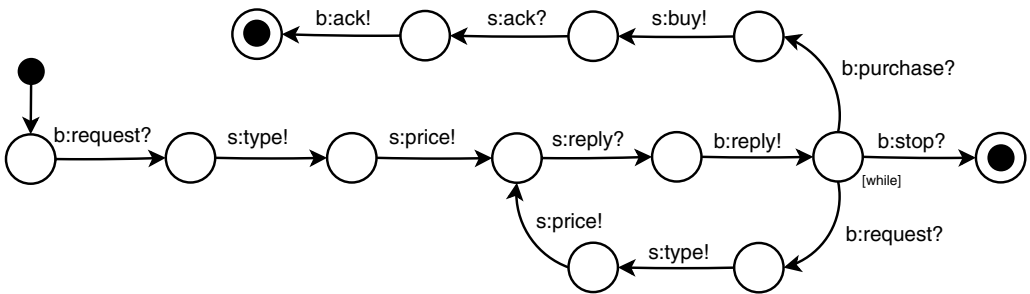 b:ack!
s:ack?
s:buy!
b:purchase?
b:request?
s:type!
s:price!
s:reply?
b:reply!
b:stop?
[while]
s:price!
s:type!
b:request?